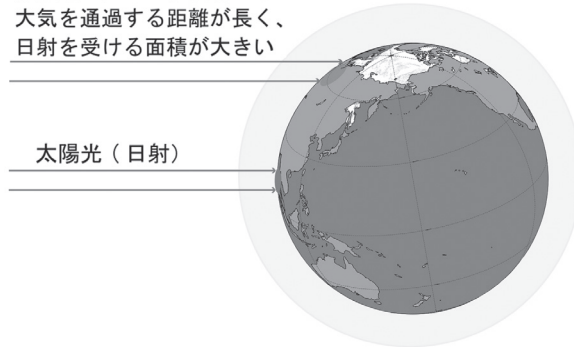 大気を通過する距離が長く、
日射を受ける面積が大きい
太陽光（日射）